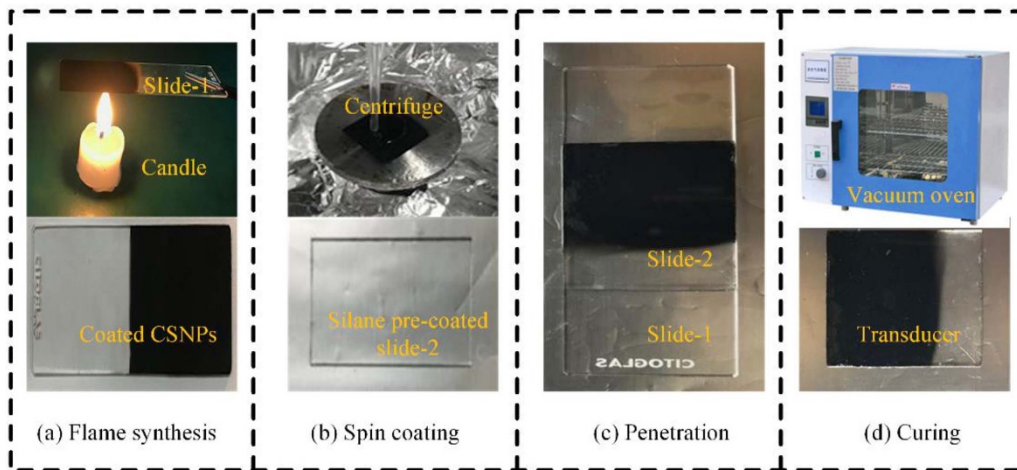 Slide-1
Candle
CITOGLAS
Coated CSNPs
(a) Flame synthesis
Centrifuge
Silane pre-coated
slide-2
(b) Spin coating
Slide-2
Slide-1
CITOGLAS
(c) Penetration
Vacuum oven
Transducer
(d) Curing